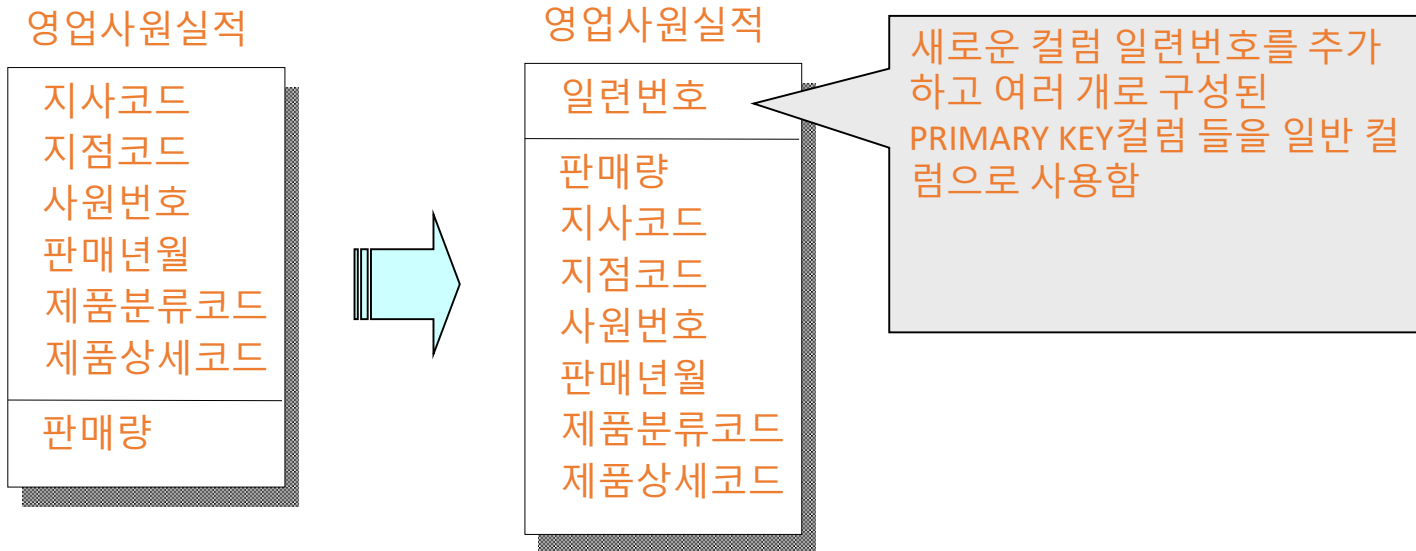 영업사원실적
지사코드
지점코드
사원번호
판매년월
제품분류코드
제품상세코드
판매량
영업사원실적
일련번호
판매량
지사코드
지점코드
사원번호
판매년월
제품분류코드
제품상세코드
새로운 컬럼 일련번호를 추가
하고 여러 개로 구성된
PRIMARY KEY컬럼 들을 일반 컬
럼으로 사용함